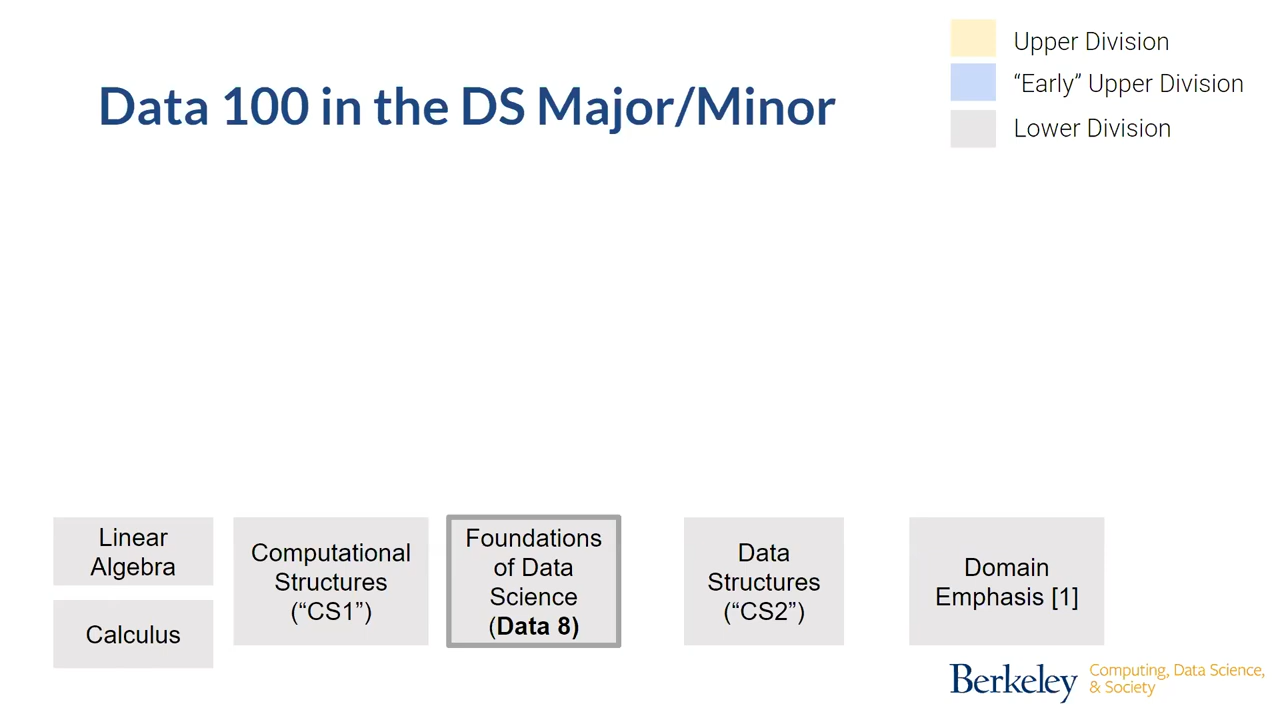 Upper Division
“Early” Upper Division
Lower Division
Data 100 in the DS Major/Minor
Linear
Algebra
Calculus
Computational
Structures
(“CS1”)
Foundations
of Data
Science
(Data 8)
Data
Structures
(“CS2”)
Domain
Emphasis [1]
Berkeley
Computing, Data Science,
& Society